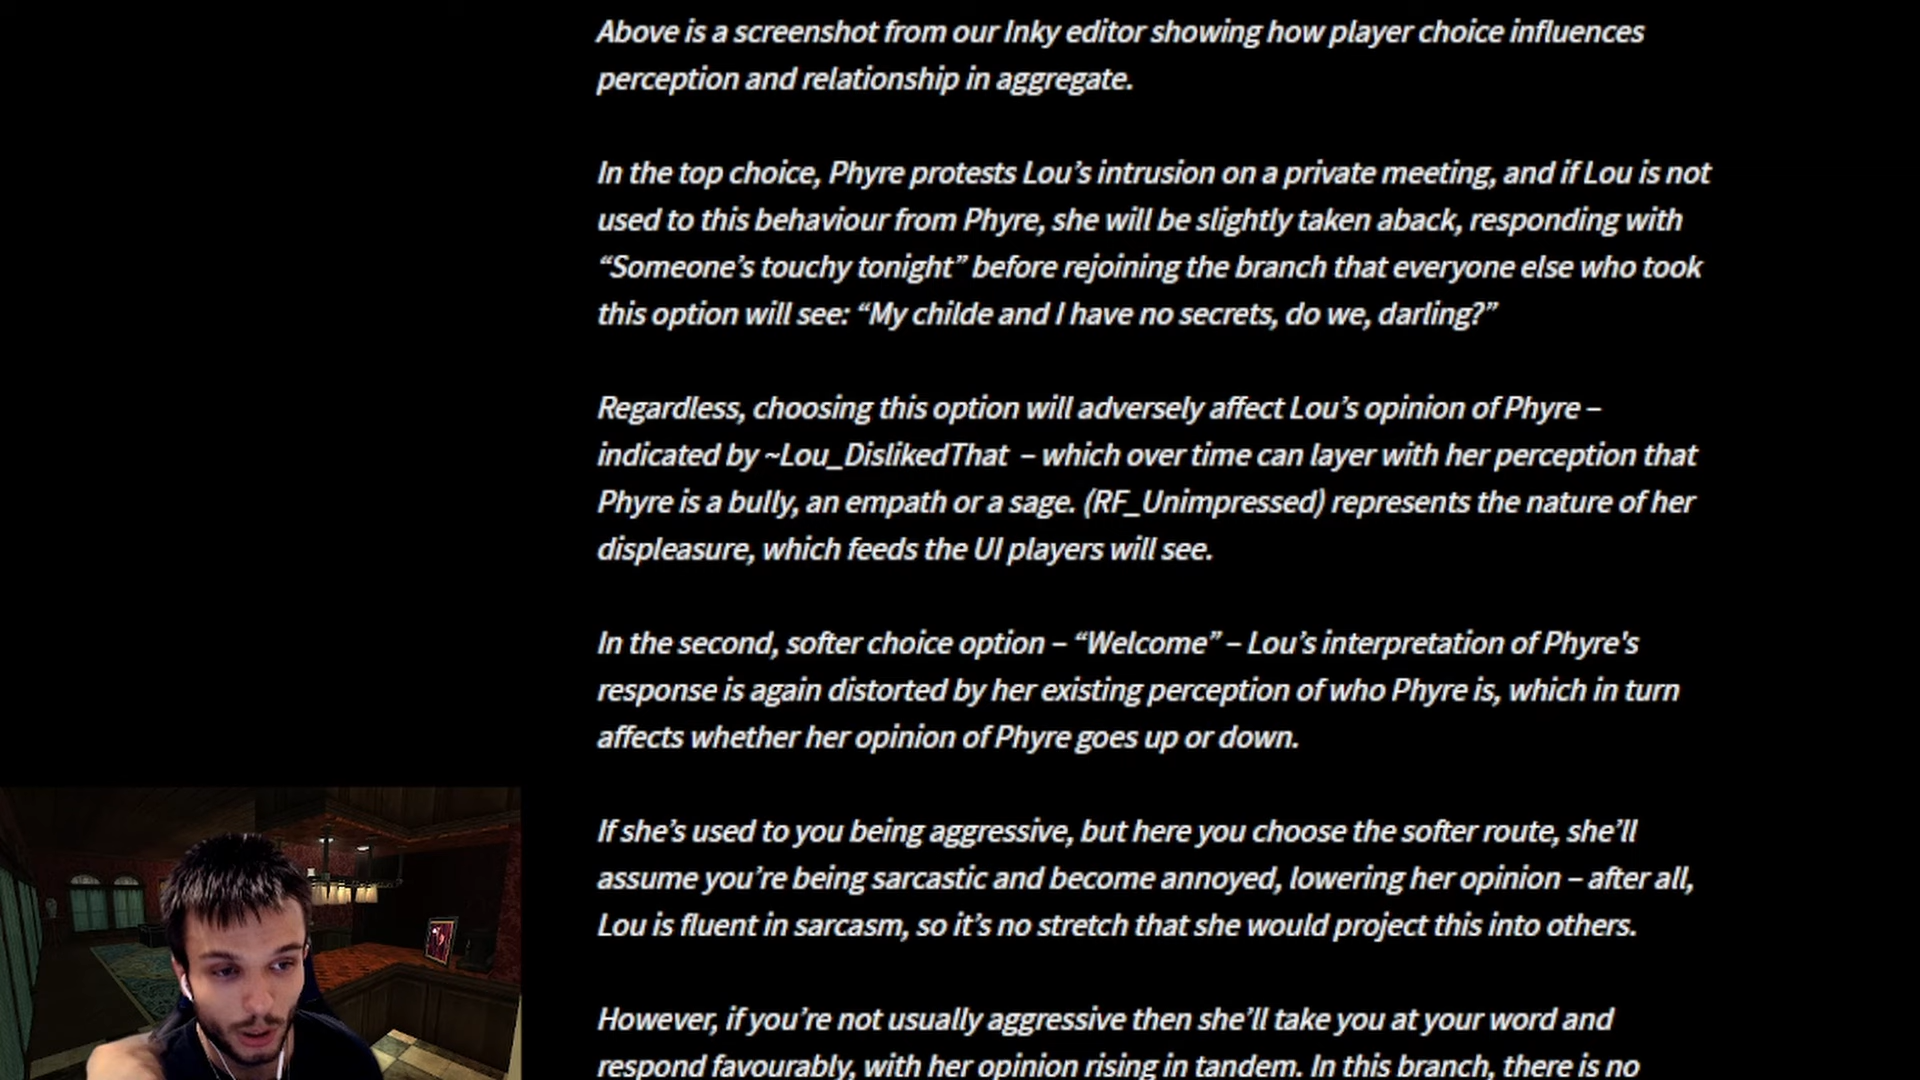 Above is a screenshot from our Inky editor showing how player choice influences
perception and relationship in aggregate.
In the top choice, Phyre protests Lou’s intrusion on a private meeting, and if Lou is not
used to this behaviour from Phyre, she will be slightly taken aback, responding with
“Someone’s touchy tonight” before rejoining the branch that everyone else who took
this option will see: “My childe and I have no secrets, do we, darling?”
Regardless, choosing this option will adversely affect Lou’s opinion of Phyre –
indicated by ~Lou_DislikedThat – which over time can layer with her perception that
Phyre is a bully, an empath or a sage. (RF_Unimpressed) represents the nature of her
displeasure, which feeds the UI players will see.
In the second, softer choice option – “Welcome” – Lou’s interpretation of Phyre's
response is again distorted by her existing perception of who Phyre is, which in turn
affects whether her opinion of Phyre goes up or down.
If she’s used to you being aggressive, but here you choose the softer route, she’ll
assume you’re being sarcastic and become annoyed, lowering her opinion – after all,
Lou is fluent in sarcasm, so it’s no stretch that she would project this into others.
However, if you’re not usually aggressive then she’ll take you at your word and
respond favourably, with her opinion rising in tandem. In this branch, there is no